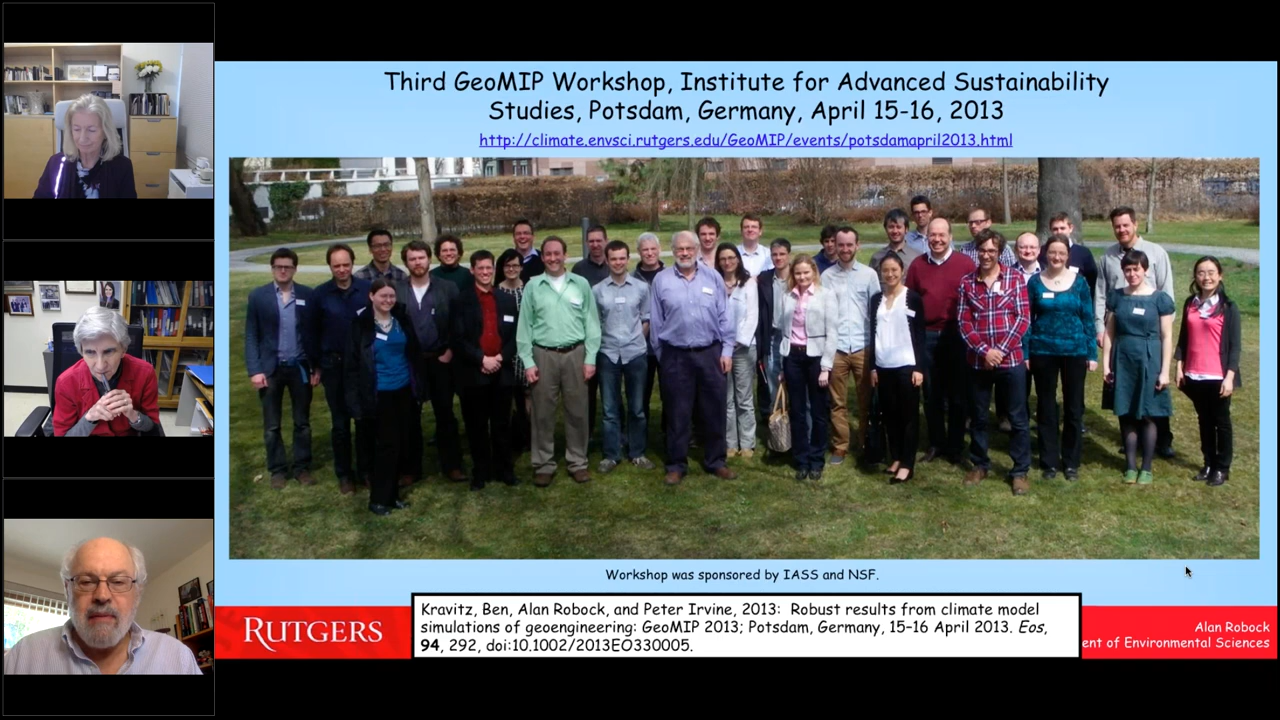 Third GeoMIP Workshop, Institute for Advanced Sustainability
Studies, Potsdam, Germany, April 15-16, 2013
http://climate.envsci.rutgers.edu/GeoMIP/events/potsdamapril2013.html
Workshop was sponsored by IASS and NSF.
RUTGERS
Kravitz, Ben, Alan Robock, and Peter Irvine, 2013: Robust results from climate model
simulations of geoengineering: GeoMIP 2013; Potsdam, Germany, 15–16 April 2013. Eos,
94, 292, doi:10.1002/2013EO330005.
Alan Robock
ent of Environmental Sciences